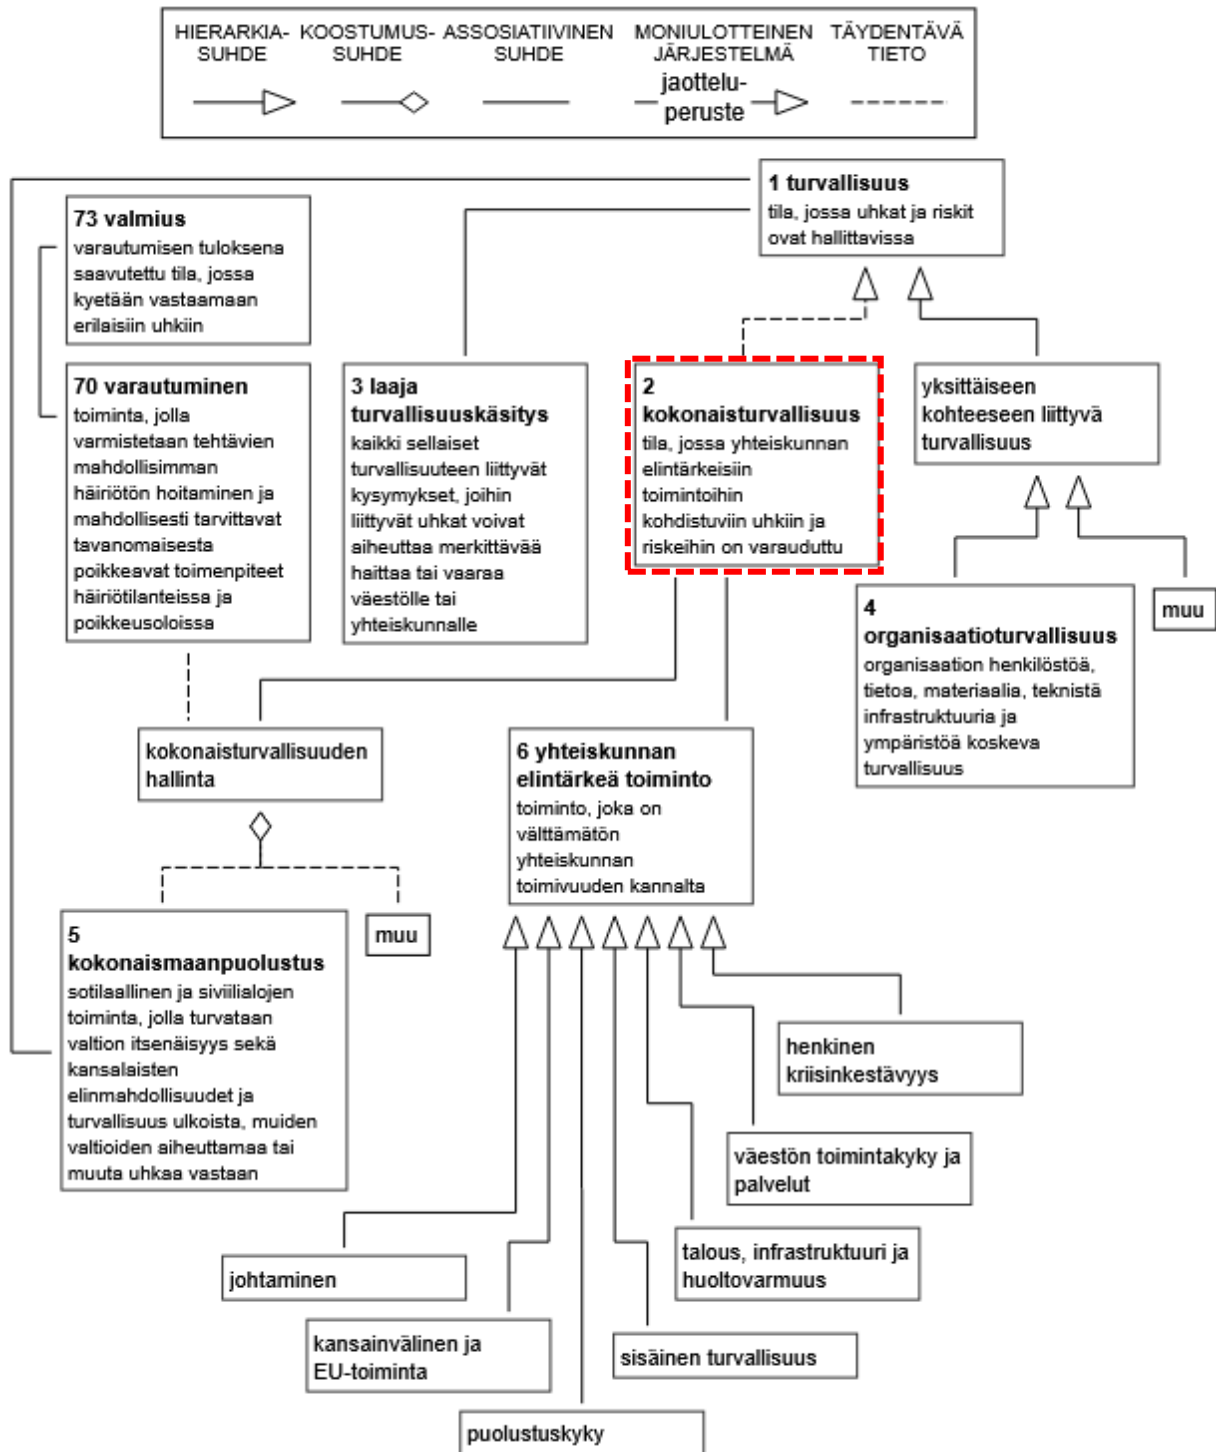 HIERARKIA-
SUHDE
KOOSTUMUS-
SUHDE
ASSOSIATIIVINEN
SUHDE
MONIULOTTEINEN
JÄRJESTELMÄ
TÄYDENTÄVÄ
TIETO
jaottelu-
peruste
1 turvallisuus
tila, jossa uhkat ja riskit
ovat hallittavissa
73 valmius
varautumisen tuloksena
saavutettu tila, jossa
kyetään vastaamaan
erilaisiin uhkiin
70 varautuminen
toiminta, jolla
varmistetaan tehtävien
mahdollisimman
häiriötön hoitaminen ja
mahdollisesti tarvittavat
tavanomaisesta
poikkeavat toimenpiteet
häiriötilanteissa ja
poikkeusoloissa
3 laaja
turvallisuuskäsitys
kaikki sellaiset
turvallisuuteen liittyvät
kysymykset, joihin
liittyvät uhkat voivat
aiheuttaa merkittävää
haittaa tai vaaraa
väestölle tai
yhteiskunnalle
2
kokonaisturvallisuus
tila, jossa yhteiskunnan
elintärkeisiin
toimintoihin
kohdistuviin uhkiin ja
riskeihin on varauduttu
yksittäiseen
kohteeseen liittyvä
turvallisuus
4
organisaatioturvallisuus
organisaation henkilöstöä,
tietoa, materiaalia, teknistä
infrastruktuuria ja
ympäristöä koskeva
turvallisuus
muu
kokonaisturvallisuuden
hallinta
6 yhteiskunnan
elintärkeä toiminto
toiminto, joka on
välttämätön
yhteiskunnan
toimivuuden kannalta
5
kokonaismaanpuolustus
sotilaallinen ja siviilialojen
toiminta, jolla turvataan
valtion itsenäisyys sekä
kansalaisten
elinmahdollisuudet ja
turvallisuus ulkoista, muiden
valtioiden aiheuttamaa tai
muuta uhkaa vastaan
muu
henkinen
kriisinkestävyys
väestön toimintakyky ja
palvelut
talous, infrastruktuuri ja
huoltovarmuus
johtaminen
kansainvälinen ja
EU-toiminta
sisäinen turvallisuus
puolustuskyky